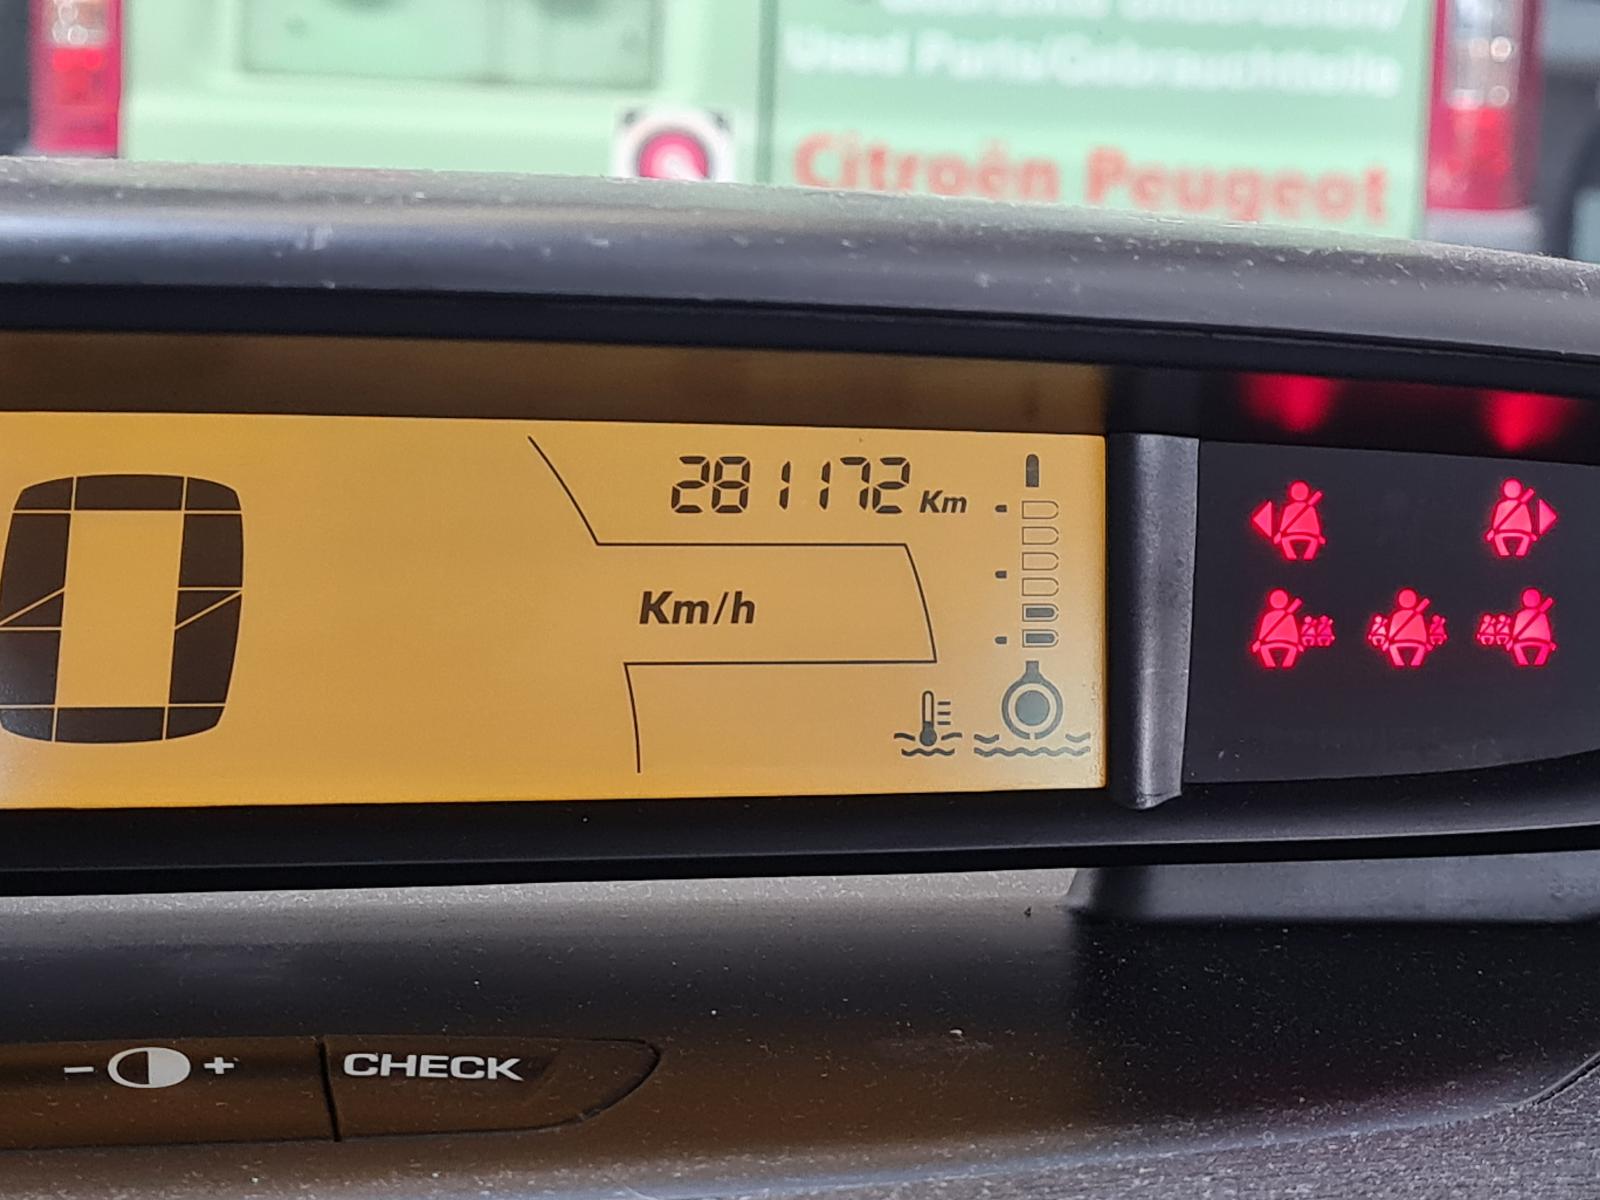 Used Parts/Gebrauchtteile
Citroën Peugeot
281172 Km
0
Km/h
- + CHECK